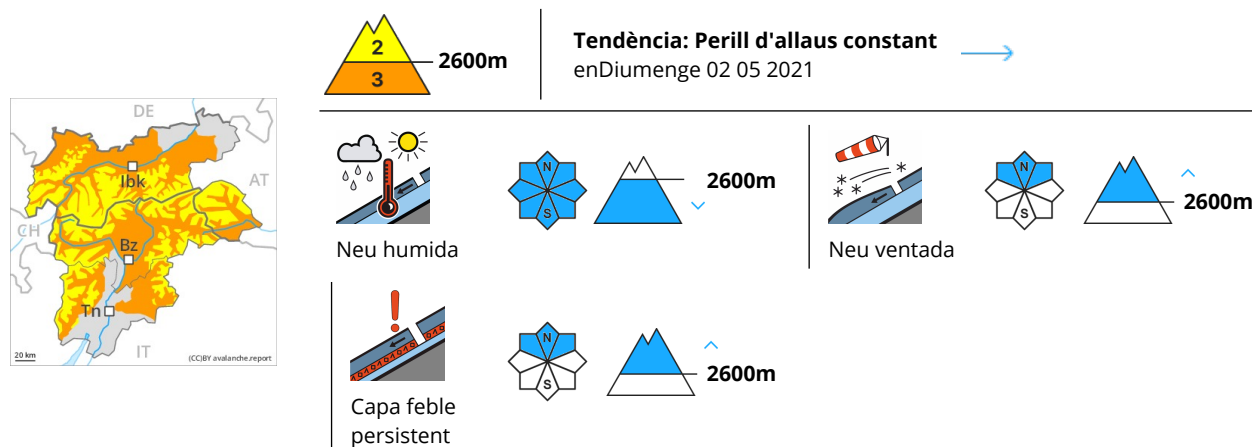 2
3
2600m
Tendència: Perill d'allaus constant
enDiumenge 02 05 2021
DE
Ibk
AT
CH
Bz
Tn
IT
20 km
(CC)BY avalanche.report
N
S
2600m
Neu humida
N
S
2600m
Neu ventada
N
S
2600m
Capa feble
persistent